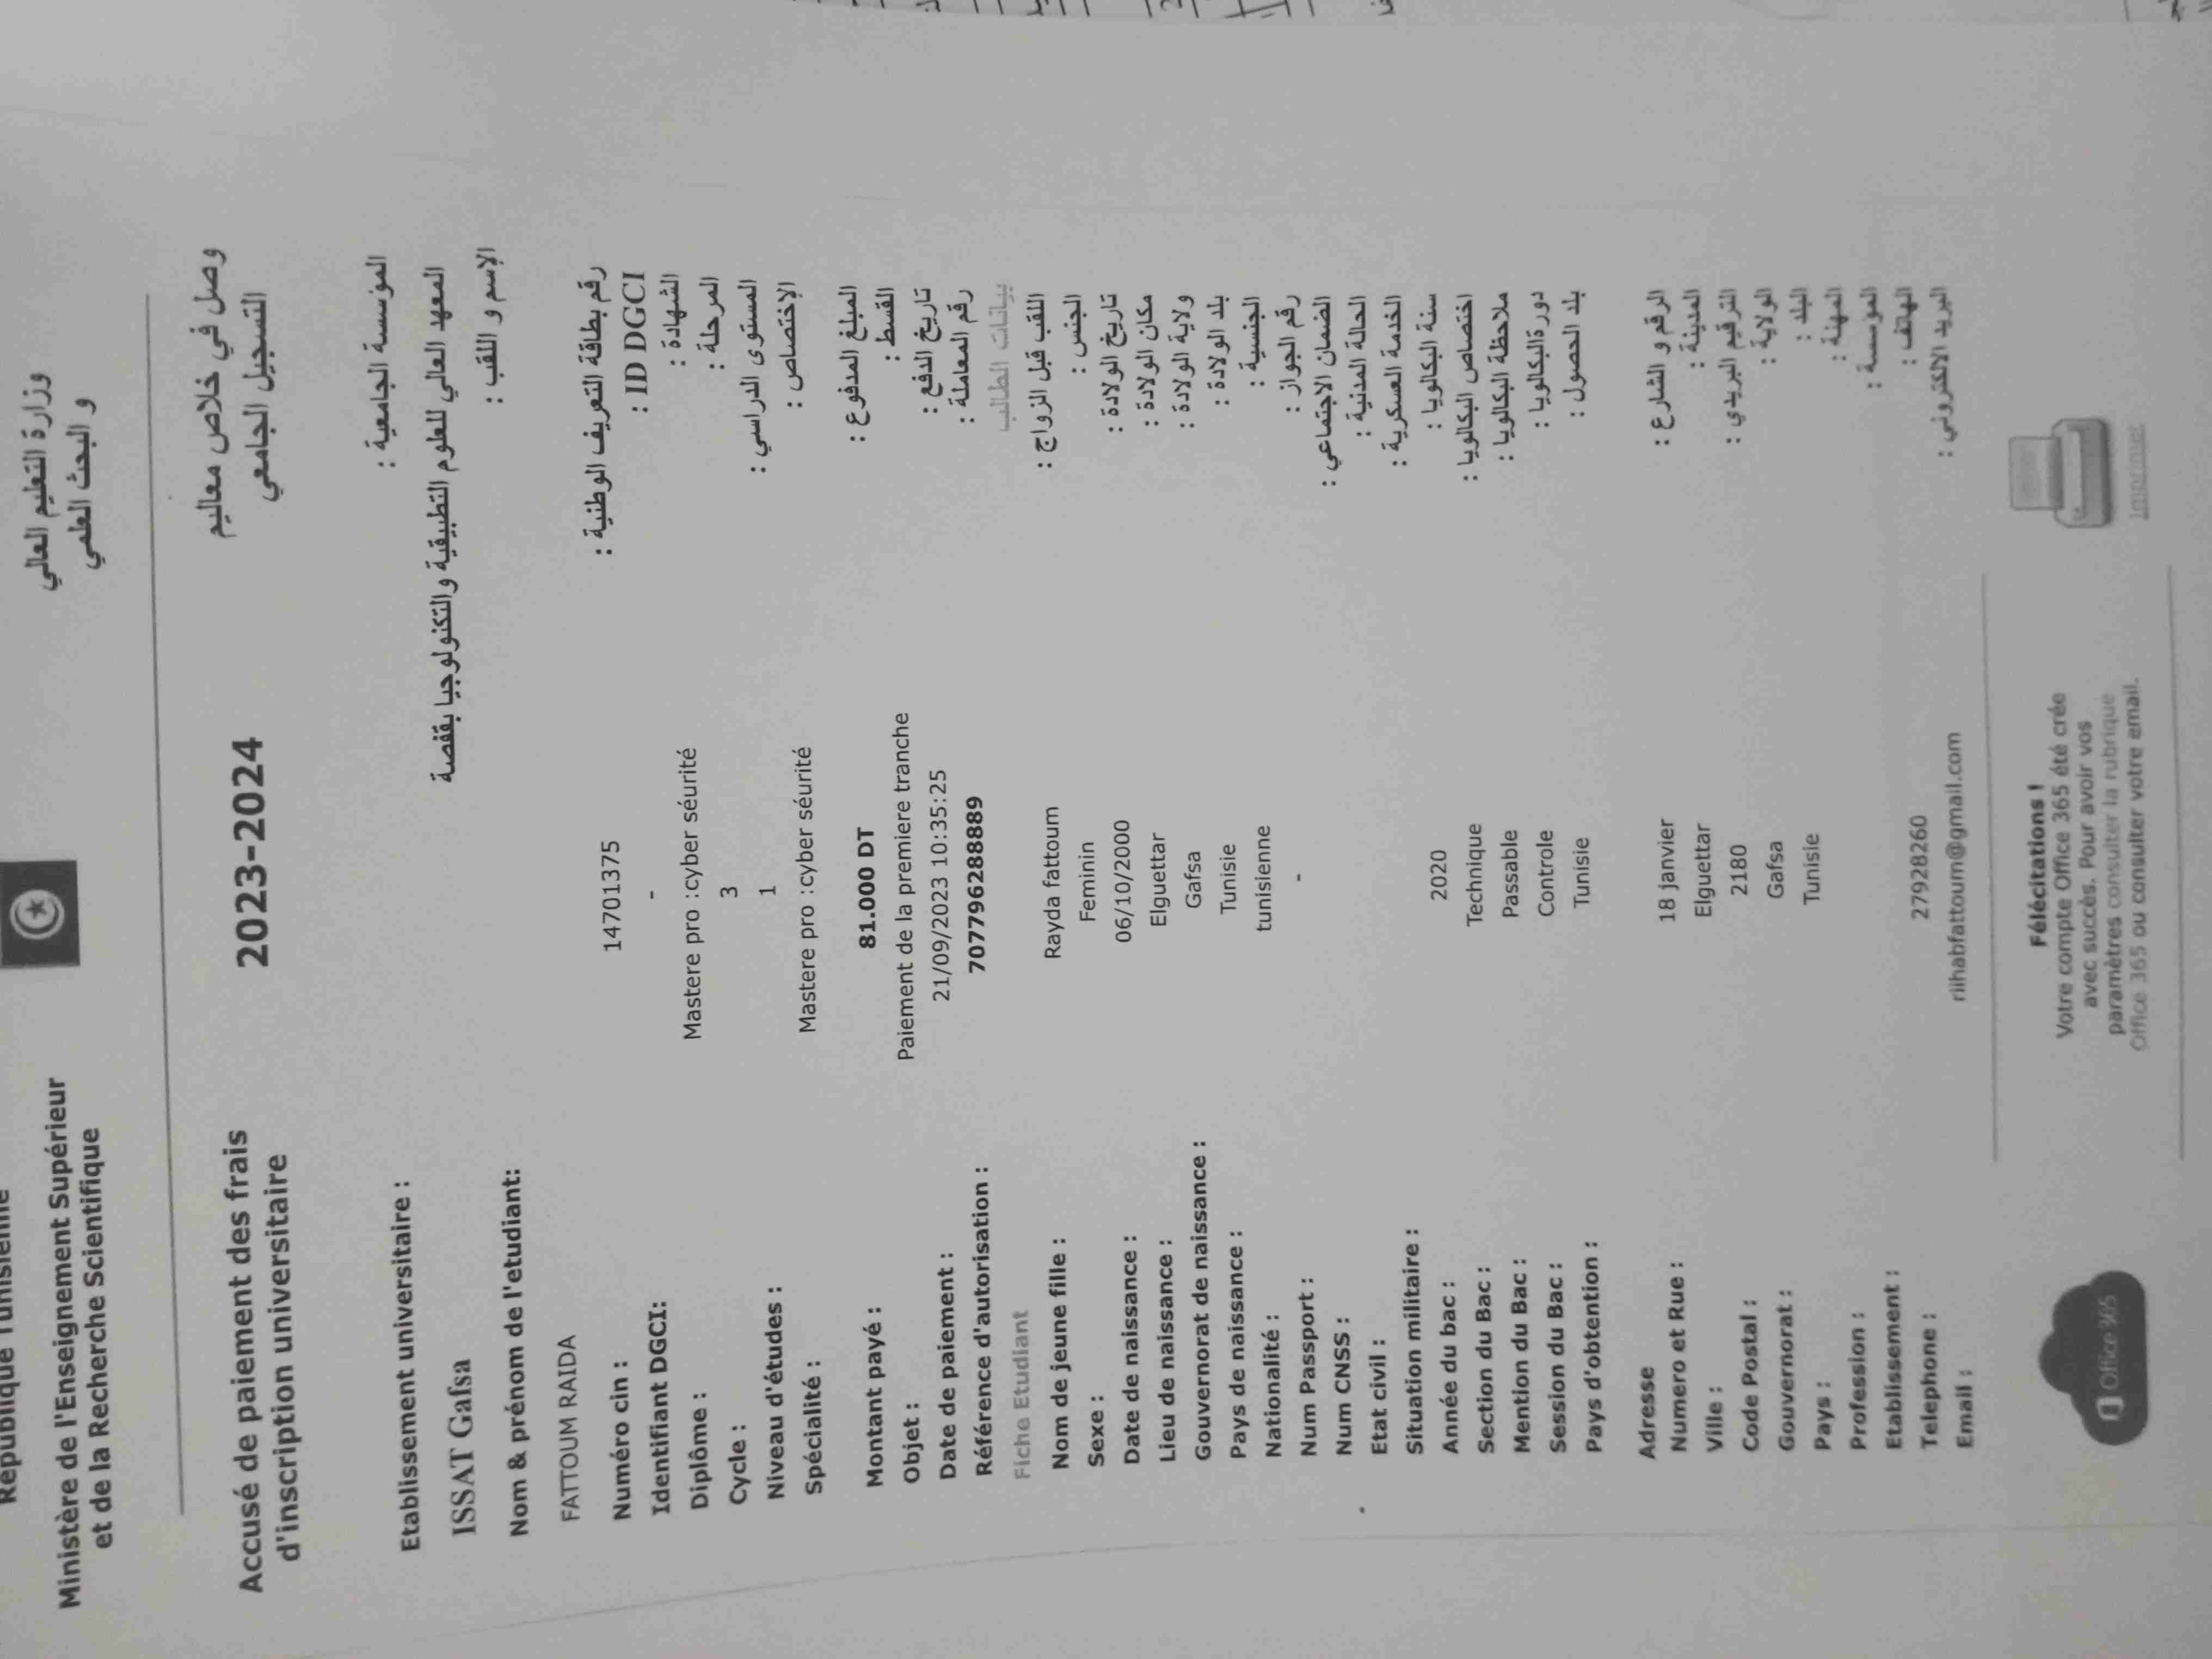 République Tunisienne
Ministère de l'Enseignement Supérieur
et de la Recherche Scientifique
وزارة التعليم العالي
و البحث العلمي
Accusé de paiement des frais
d'inscription universitaire
2023-2024
وصل في خلاص معاليم
التسجيل الجامعي
Etablissement universitaire : المؤسسة الجامعية :
ISSAT Gafsa المعهد العالي للعلوم التطبيقية والتكنولوجيا بقفصة
Nom & prénom de l'etudiant: الإسم و اللقب :
FATTOUM RAIDA
Numéro cin : 14701375 رقم بطاقة التعريف الوطنية :
Identifiant DGCI: - ID DGCI :
Diplôme : Mastere pro :cyber séurité الشهادة :
Cycle : 3 المرحلة :
Niveau d'études : 1 المستوى الدراسي :
Spécialité : Mastere pro :cyber séurité الإختصاص :
Montant payé : 81.000 DT المبلغ المدفوع :
Objet : Paiement de la premiere tranche القسط :
Date de paiement : 21/09/2023 10:35:25 تاريخ الدفع :
Référence d'autorisation : 707796288889 رقم المعاملة :
Fiche Etudiant بيانات الطالب
Nom de jeune fille : Rayda fattoum اللقب قبل الزواج :
Sexe : Feminin الجنس :
Date de naissance : 06/10/2000 تاريخ الولادة :
Lieu de naissance : Elguettar مكان الولادة :
Gouvernorat de naissance : Gafsa ولاية الولادة :
Pays de naissance : Tunisie بلد الولادة :
Nationalité : tunisienne الجنسية :
Num Passport : - رقم الجواز :
Num CNSS : الضمان الاجتماعي :
Etat civil : الحالة المدنية :
Situation militaire : الخدمة العسكرية :
Année du bac : 2020 سنة البكالويا :
Section du Bac : Technique اختصاص البكالويا :
Mention du Bac : Passable ملاحظة البكالويا :
Session du Bac : Controle دورةالبكالويا :
Pays d'obtention : Tunisie بلد الحصول :
Adresse
Numero et Rue : 18 janvier الرقم و الشارع :
Ville : Elguettar المدينة :
Code Postal : 2180 الترقيم البريدي :
Gouvernorat : Gafsa الولاية :
Pays : Tunisie البلد :
Profession : المهنة :
Etablissement : المؤسسة :
Telephone : 27928260 الهاتف :
Email : riihabfattoum@gmail.com البريد الالكتروني :
Office 365
Félécitations !
Votre compte Office 365 été crée
avec succès. Pour avoir vos
paramètres consulter la rubrique
Office 365 ou consulter votre email.
Imprimer